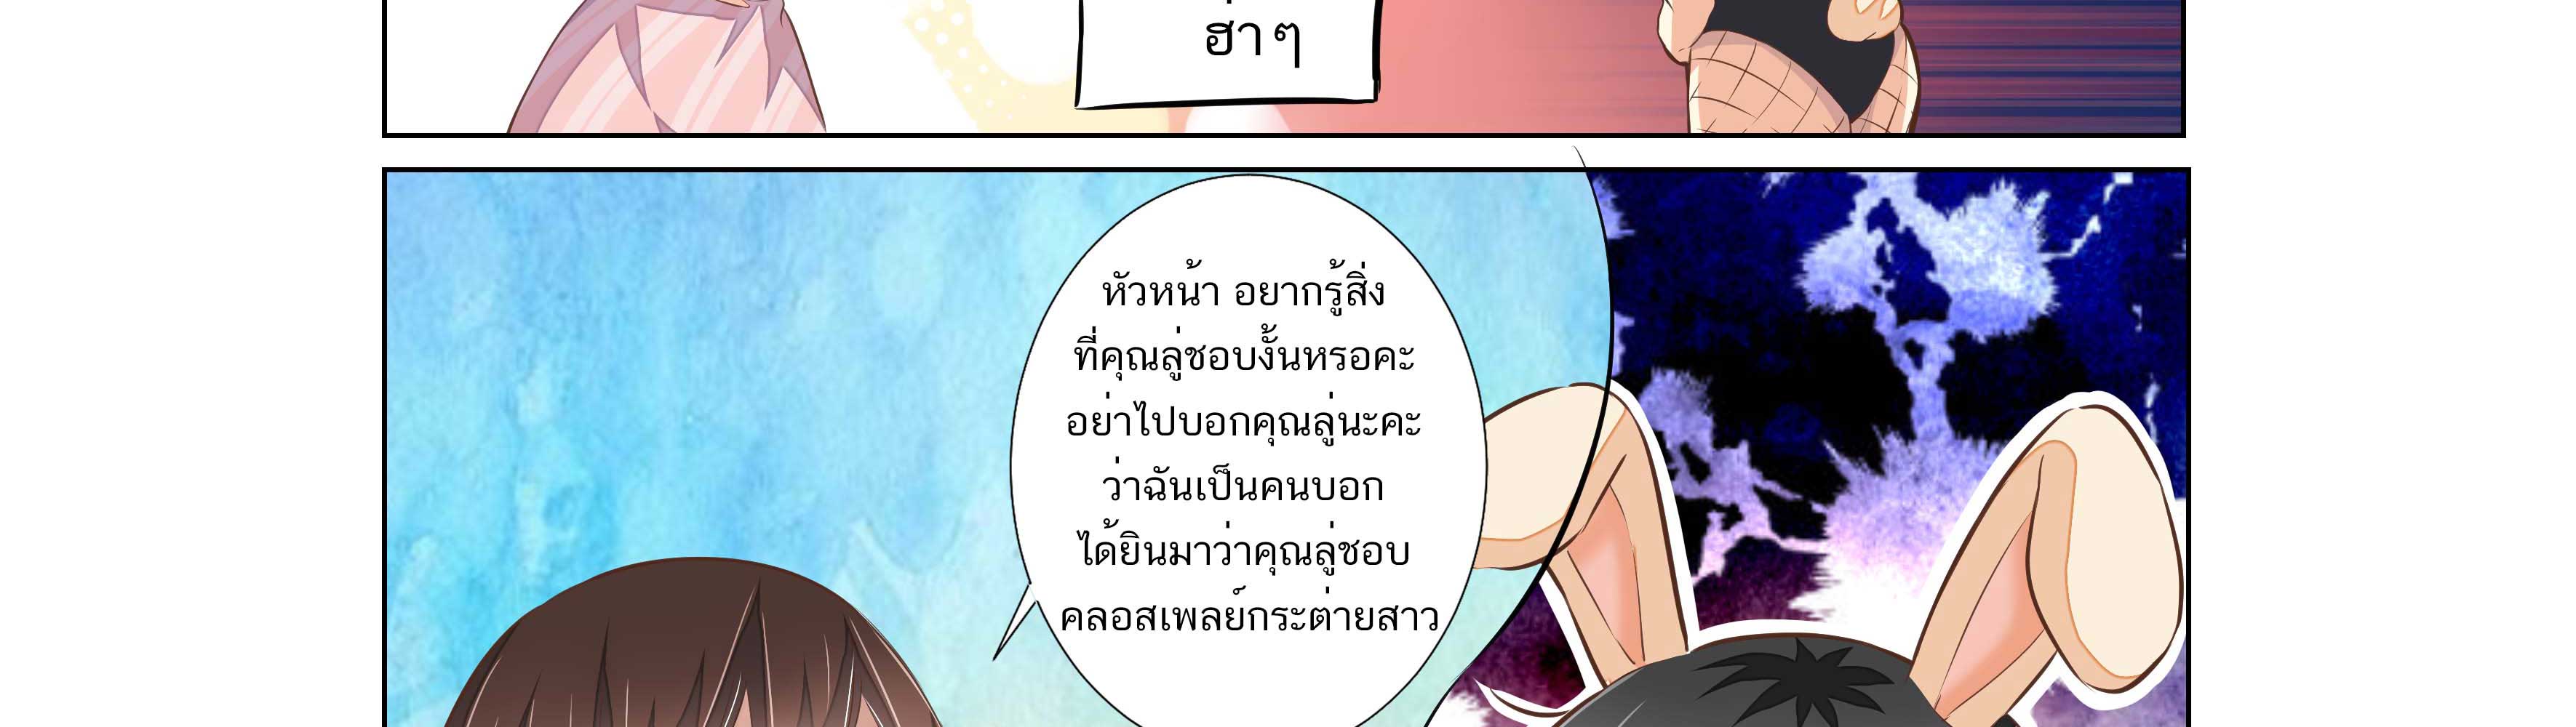 ฮ่า ๆ
หัวหน้า อยากรู้สิ่ง
ที่คุณลู่ชอบงั้นหรอคะ
อย่าไปบอกคุณลู่นะคะ
ว่าฉันเป็นคนบอก
ได้ยินมาว่าคุณลู่ชอบ
คลอสเพลย์กระต่ายสาว